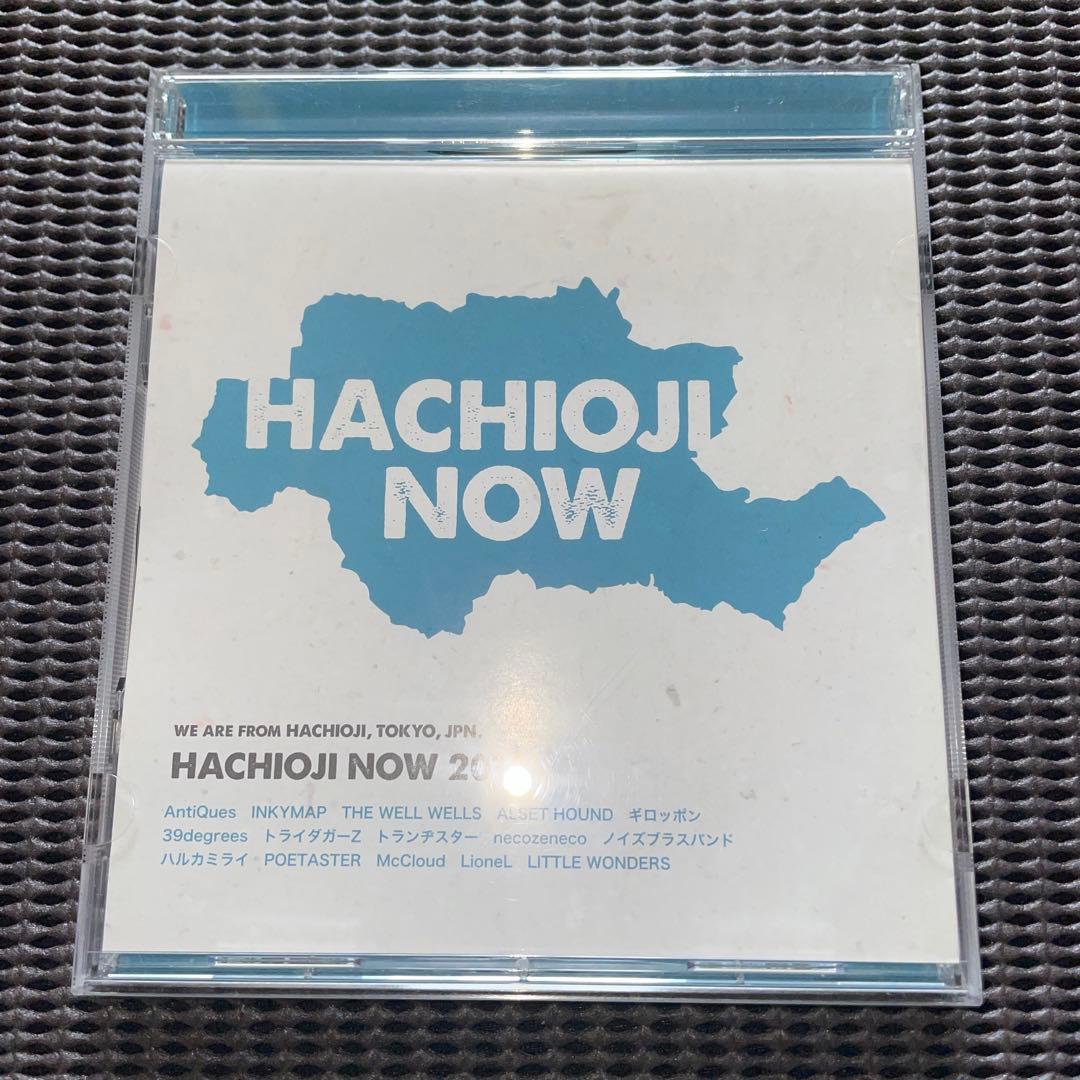 HACHIOJI
NOW
WE ARE FROM HACHIOJI, TOKYO, JPN.
HACHIOJI NOW
AntiQues INKYMAP THE WELL WELLS ALSET HOUND ギロッポン
39degrees トライダガーZ トランヂスター necozeneco ノイズブラスバンド
ハルカミライ POETASTER McCloud LioneL LITTLE WONDERS